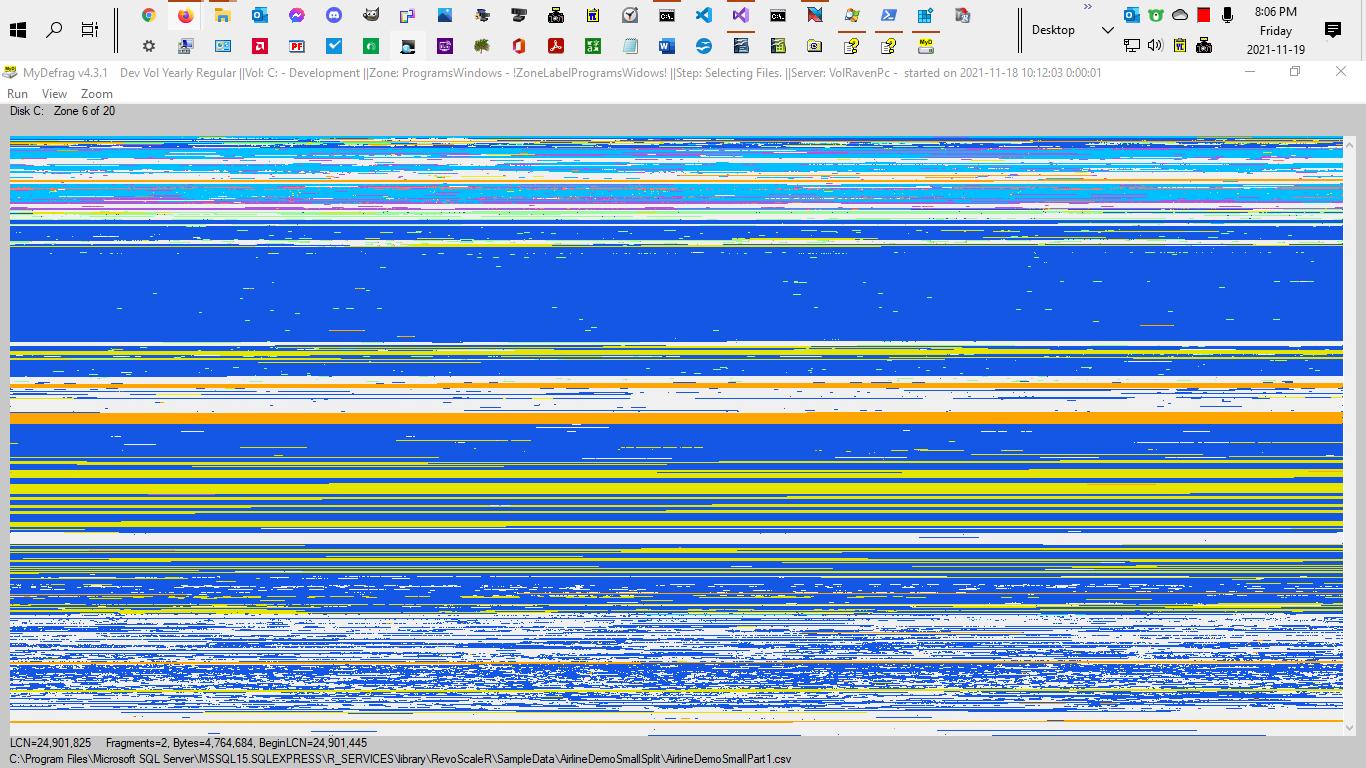 8:06 PM
Friday
2021-11-19
Desktop
MyDefrag v4.3.1 Dev Vol Yearly Regular ||Vol: C: - Development ||Zone: ProgramsWindows - !ZoneLabelProgramsWidows! ||Step: Selecting Files. ||Server: VolRavenPc - started on 2021-11-18 10:12:03 0:00:01
Run View Zoom
Disk C: Zone 6 of 20
LCN=24,901,825 Fragments=2, Bytes=4,764,684, BeginLCN=24,901,445
C:\Program Files\Microsoft SQL Server\MSSQL15.SQLEXPRESS\R_SERVICES\library\RevoScaleR\SampleData\AirlineDemoSmallSplit\AirlineDemoSmallPart1.csv